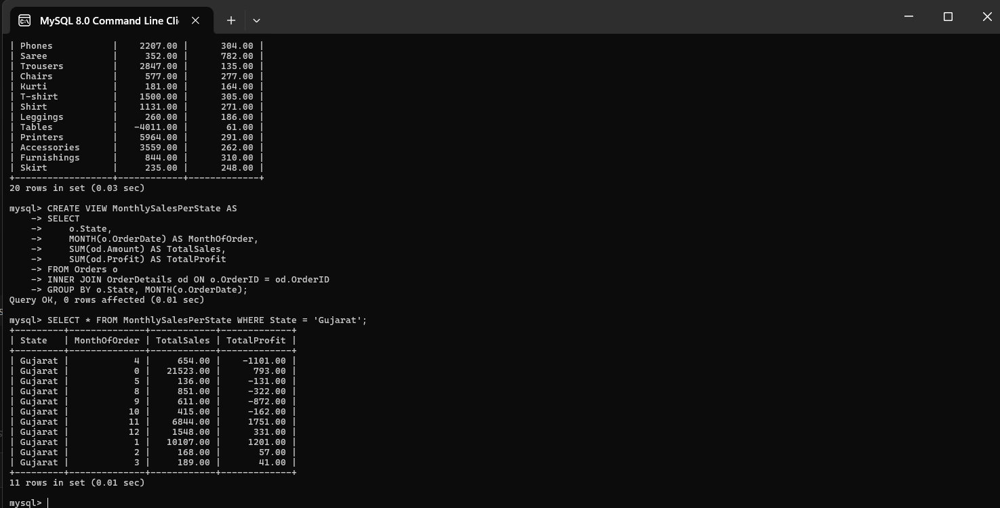 MySQL 8.0 Command Line Cli
| Phones           |    2207.00 |      304.00 |
| Saree            |     352.00 |      782.00 |
| Trousers         |    2847.00 |      135.00 |
| Chairs           |     577.00 |      277.00 |
| Kurti            |     181.00 |      164.00 |
| T-shirt          |    1500.00 |      305.00 |
| Shirt            |    1131.00 |      271.00 |
| Leggings         |     260.00 |      186.00 |
| Tables           |   -4011.00 |       61.00 |
| Printers         |    5964.00 |      291.00 |
| Accessories      |    3559.00 |      262.00 |
| Furnishings      |     844.00 |      310.00 |
| Skirt            |     235.00 |      248.00 |
+------------------+------------+-------------+
20 rows in set (0.03 sec)
mysql> CREATE VIEW MonthlySalesPerState AS
    -> SELECT
    ->     o.State,
    ->     MONTH(o.OrderDate) AS MonthOfOrder,
    ->     SUM(od.Amount) AS TotalSales,
    ->     SUM(od.Profit) AS TotalProfit
    -> FROM Orders o
    -> INNER JOIN OrderDetails od ON o.OrderID = od.OrderID
    -> GROUP BY o.State, MONTH(o.OrderDate);
Query OK, 0 rows affected (0.01 sec)
mysql> SELECT * FROM MonthlySalesPerState WHERE State = 'Gujarat';
+---------+--------------+------------+-------------+
| State   | MonthOfOrder | TotalSales | TotalProfit |
+---------+--------------+------------+-------------+
| Gujarat |            4 |     654.00 |    -1101.00 |
| Gujarat |            0 |   21523.00 |      793.00 |
| Gujarat |            5 |     136.00 |     -131.00 |
| Gujarat |            8 |     851.00 |     -322.00 |
| Gujarat |            9 |     611.00 |     -872.00 |
| Gujarat |           10 |     415.00 |     -162.00 |
| Gujarat |           11 |    6844.00 |     1751.00 |
| Gujarat |           12 |    1548.00 |      331.00 |
| Gujarat |            1 |   10107.00 |     1201.00 |
| Gujarat |            2 |     168.00 |       57.00 |
| Gujarat |            3 |     189.00 |       41.00 |
+---------+--------------+------------+-------------+
11 rows in set (0.01 sec)
mysql>